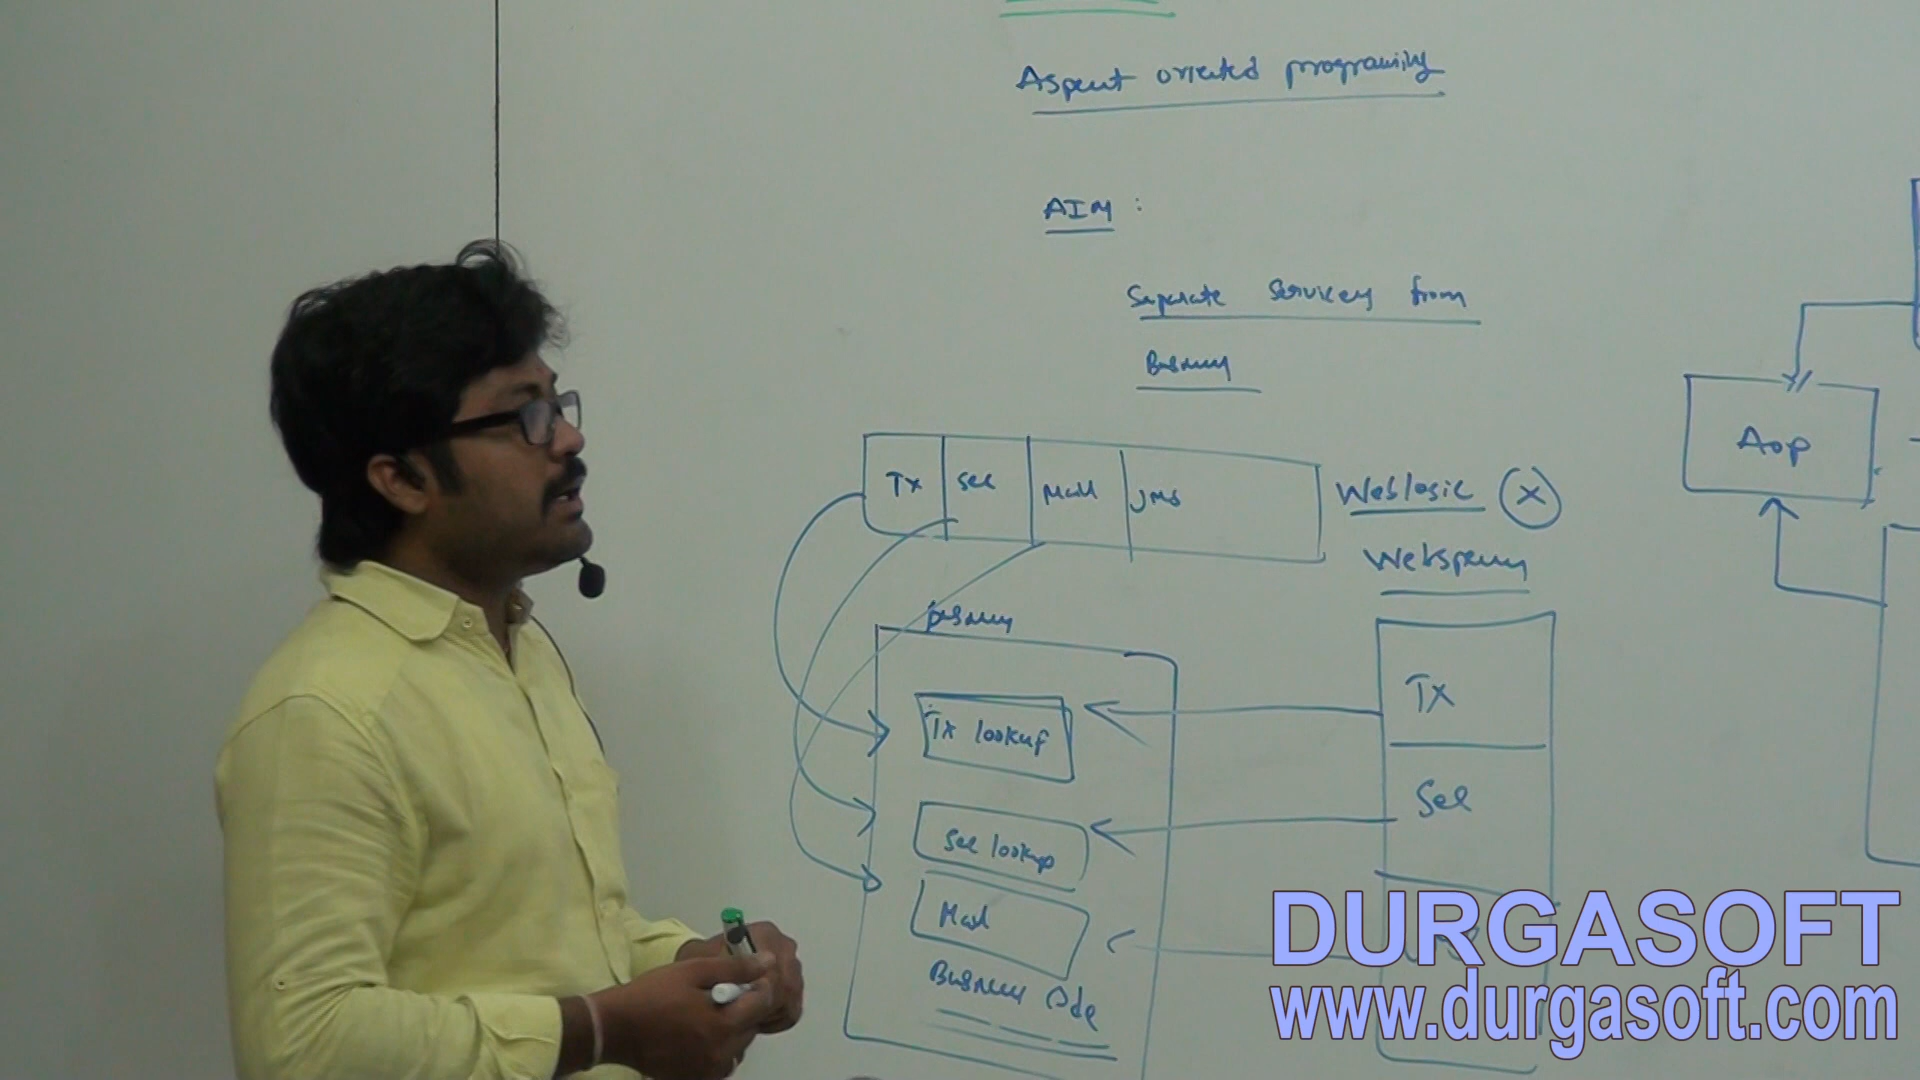 Aspect oriented programing
AIM :
Separate Services from
Business
Tx Sec Mail JMS
Weblogic X
Websphere
Business
Tx lookup
Sec lookup
Mail
Business Code
Tx
Sec
Aop
DURGASOFT
www.durgasoft.com